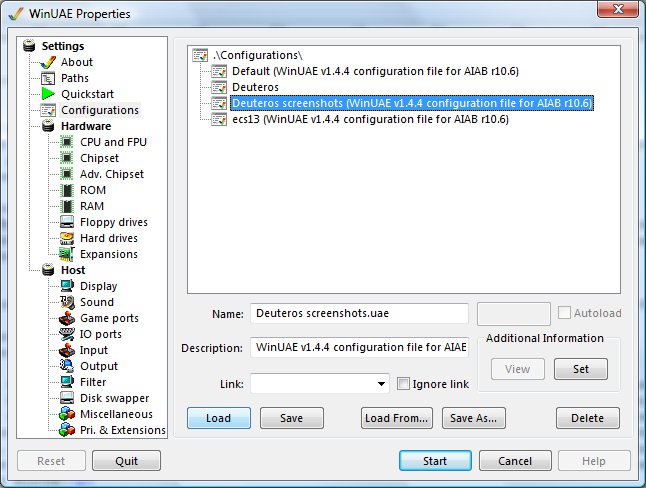 WinUAE Properties
Settings
About
Paths
Quickstart
Configurations
Hardware
CPU and FPU
Chipset
Adv. Chipset
ROM
RAM
Floppy drives
Hard drives
Expansions
Host
Display
Sound
Game ports
IO ports
Input
Output
Filter
Disk swapper
Miscellaneous
Pri. & Extensions
.\Configurations\
Default (WinUAE v1.4.4 configuration file for AIAB r10.6)
Deuteros
Deuteros screenshots (WinUAE v1.4.4 configuration file for AIAB r10.6)
ecs13 (WinUAE v1.4.4 configuration file for AIAB r10.6)
Name: Deuteros screenshots.uae
Autoload
Description: WinUAE v1.4.4 configuration file for AIAE
Additional Information
View Set
Link: Ignore link
Load Save Load From... Save As... Delete
Reset Quit Start Cancel Help